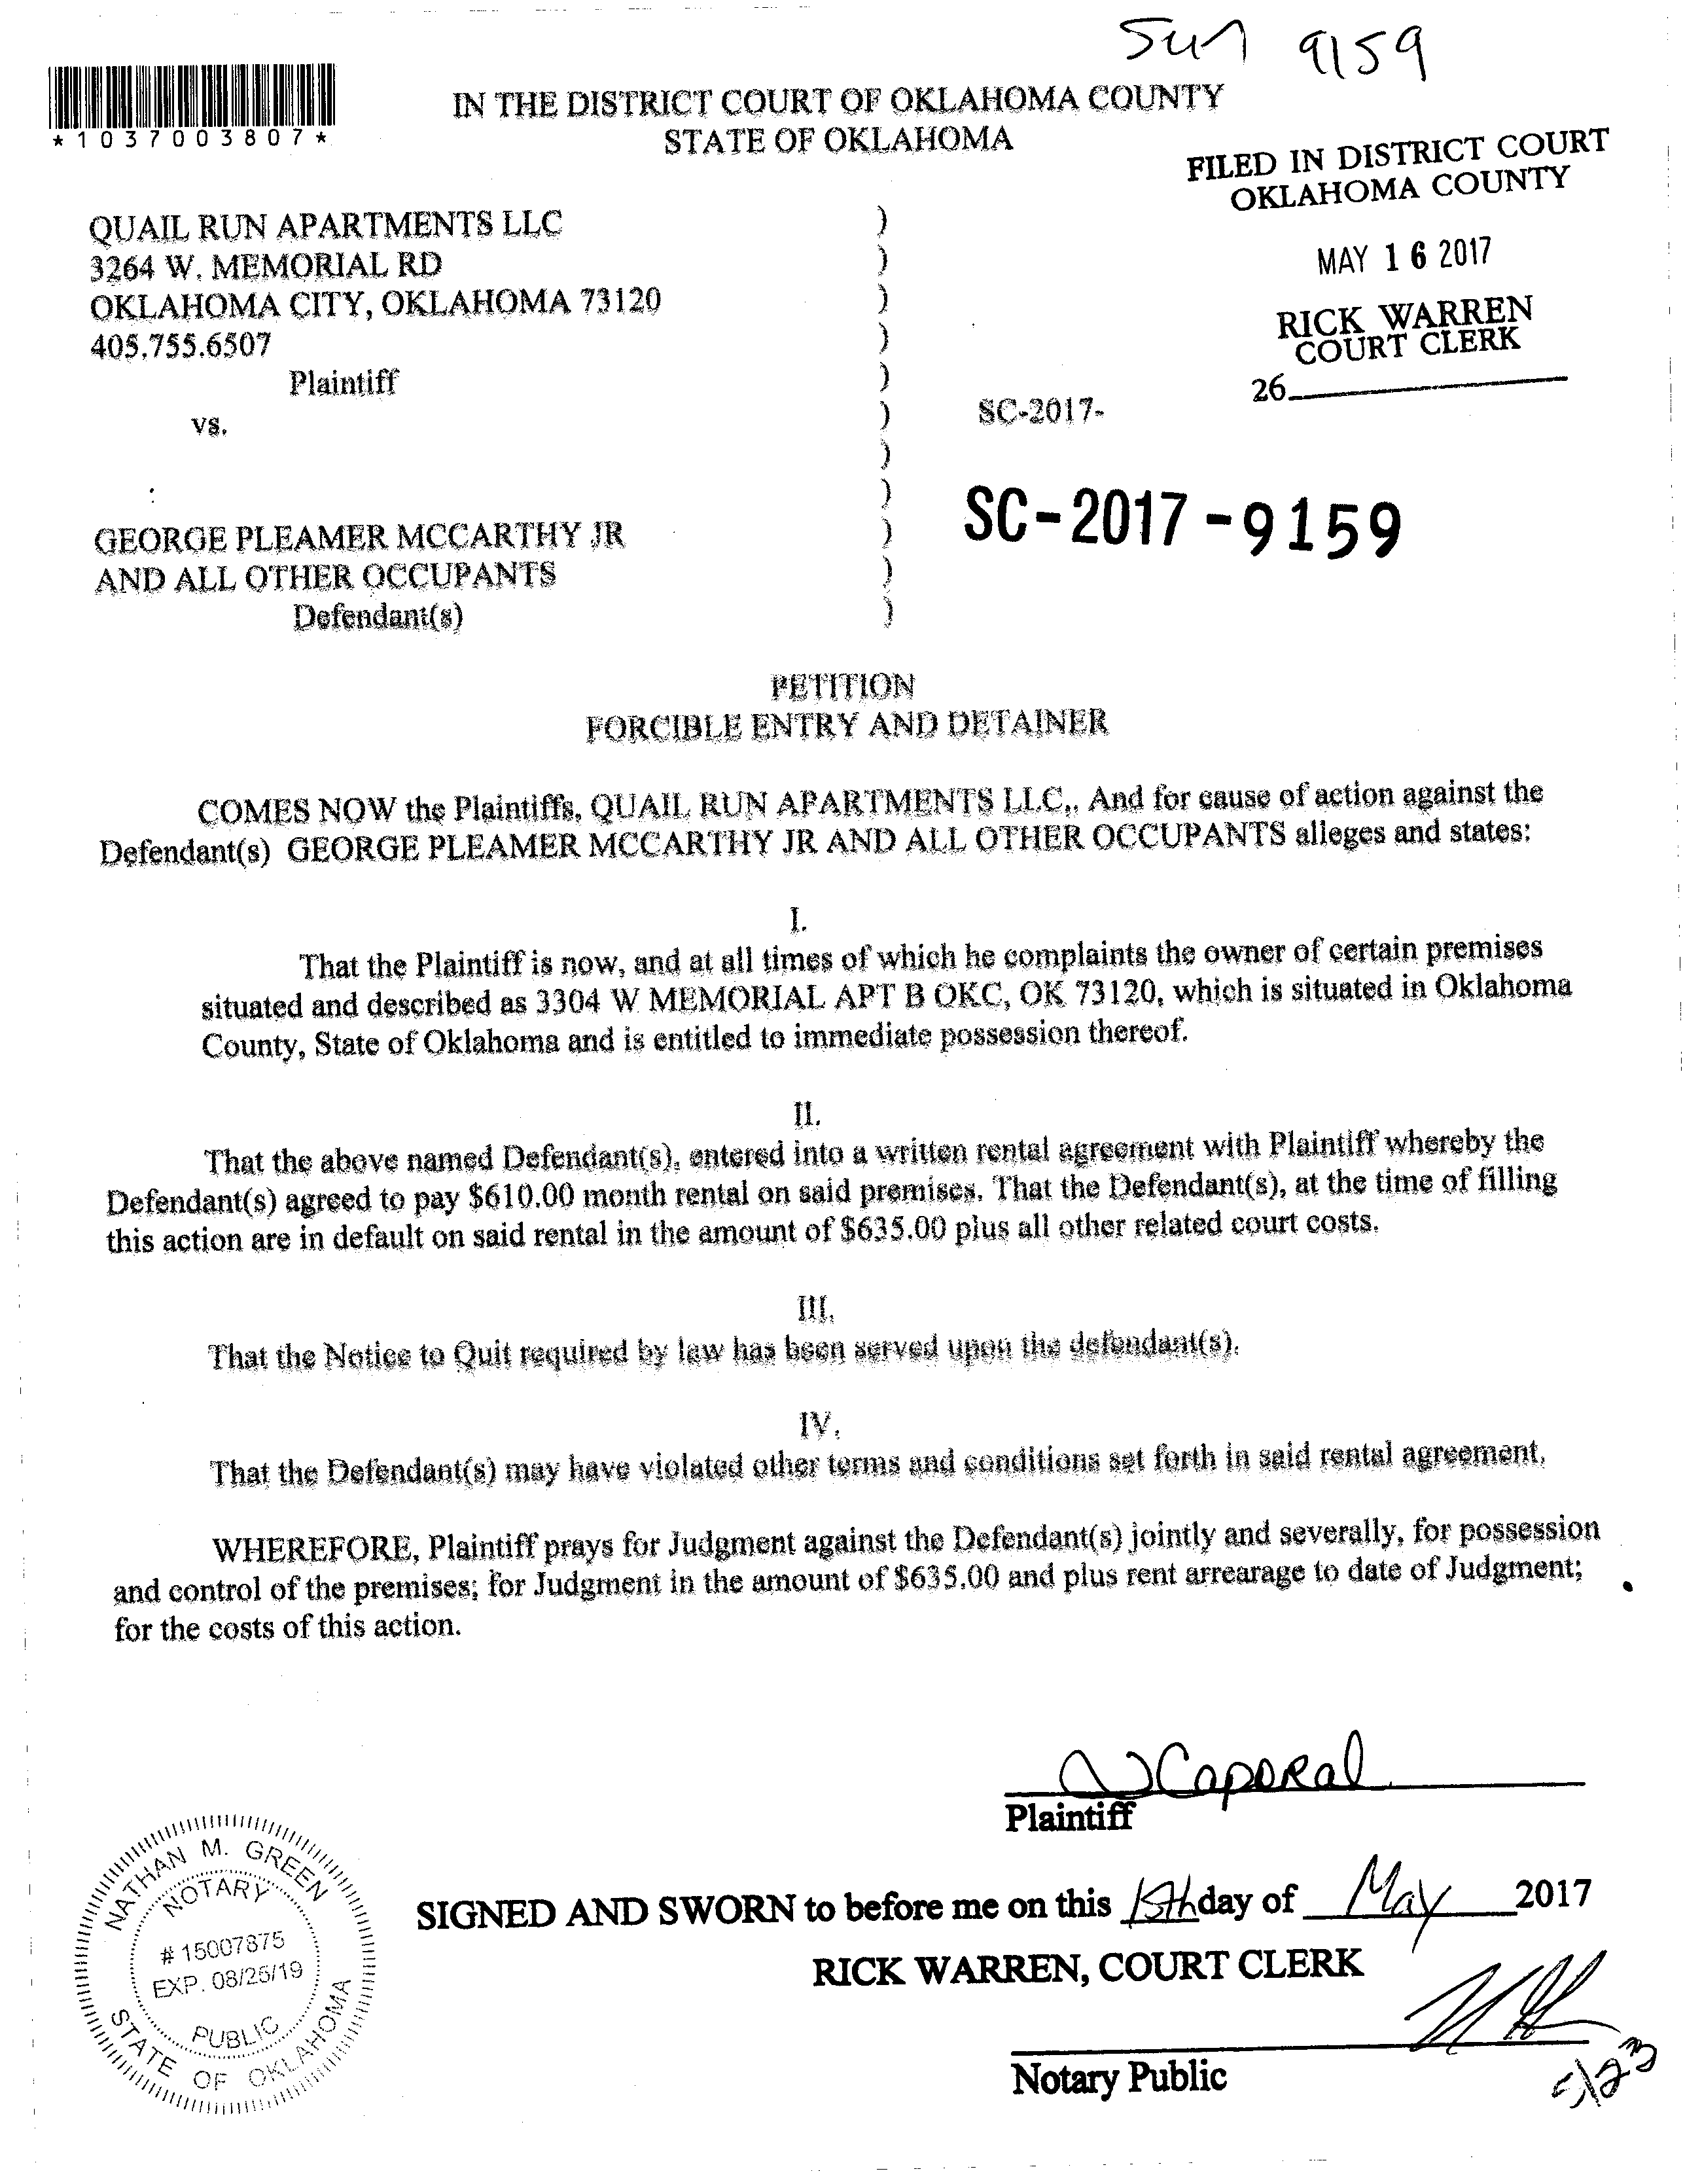 9159
*1037003807*
IN THE DISTRICT COURT OF OKLAHOMA COUNTY
STATE OF OKLAHOMA
FILED IN DISTRICT COURT
OKLAHOMA COUNTY
MAY 16 2017
RICK WARREN
COURT CLERK
26
QUAIL RUN APARTMENTS LLC )
3264 W. MEMORIAL RD )
OKLAHOMA CITY, OKLAHOMA 73120 )
405.755.6507 )
Plaintiff )
vs. ) SC-2017-
)
) SC-2017-9159
GEORGE PLEAMER MCCARTHY JR )
AND ALL OTHER OCCUPANTS )
Defendant(s) )
PETITION
FORCIBLE ENTRY AND DETAINER
COMES NOW the Plaintiffs, QUAIL RUN APARTMENTS LLC,. And for cause of action against the
Defendant(s) GEORGE PLEAMER MCCARTHY JR AND ALL OTHER OCCUPANTS alleges and states:
I.
That the Plaintiff is now, and at all times of which he complaints the owner of certain premises
situated and described as 3304 W MEMORIAL APT B OKC, OK 73120, which is situated in Oklahoma
County, State of Oklahoma and is entitled to immediate possession thereof.
II.
That the above named Defendant(s), entered into a written rental agreement with Plaintiff whereby the
Defendant(s) agreed to pay $610.00 month rental on said premises. That the Defendant(s), at the time of filling
this action are in default on said rental in the amount of $635.00 plus all other related court costs.
III.
That the Notice to Quit required by law has been served upon the defendant(s).
IV.
That the Defendant(s) may have violated other terms and conditions set forth in said rental agreement.
WHEREFORE, Plaintiff prays for Judgment against the Defendant(s) jointly and severally, for possession
and control of the premises; for Judgment in the amount of $635.00 and plus rent arrearage to date of Judgment;
for the costs of this action.
N Caporal
Plaintiff
SIGNED AND SWORN to before me on this 15th day of May 2017
RICK WARREN, COURT CLERK
Notary Public
5/23
NATHAN M. GREEN
NOTARY
# 15007875
EXP. 08/25/19
PUBLIC
STATE OF OKLAHOMA